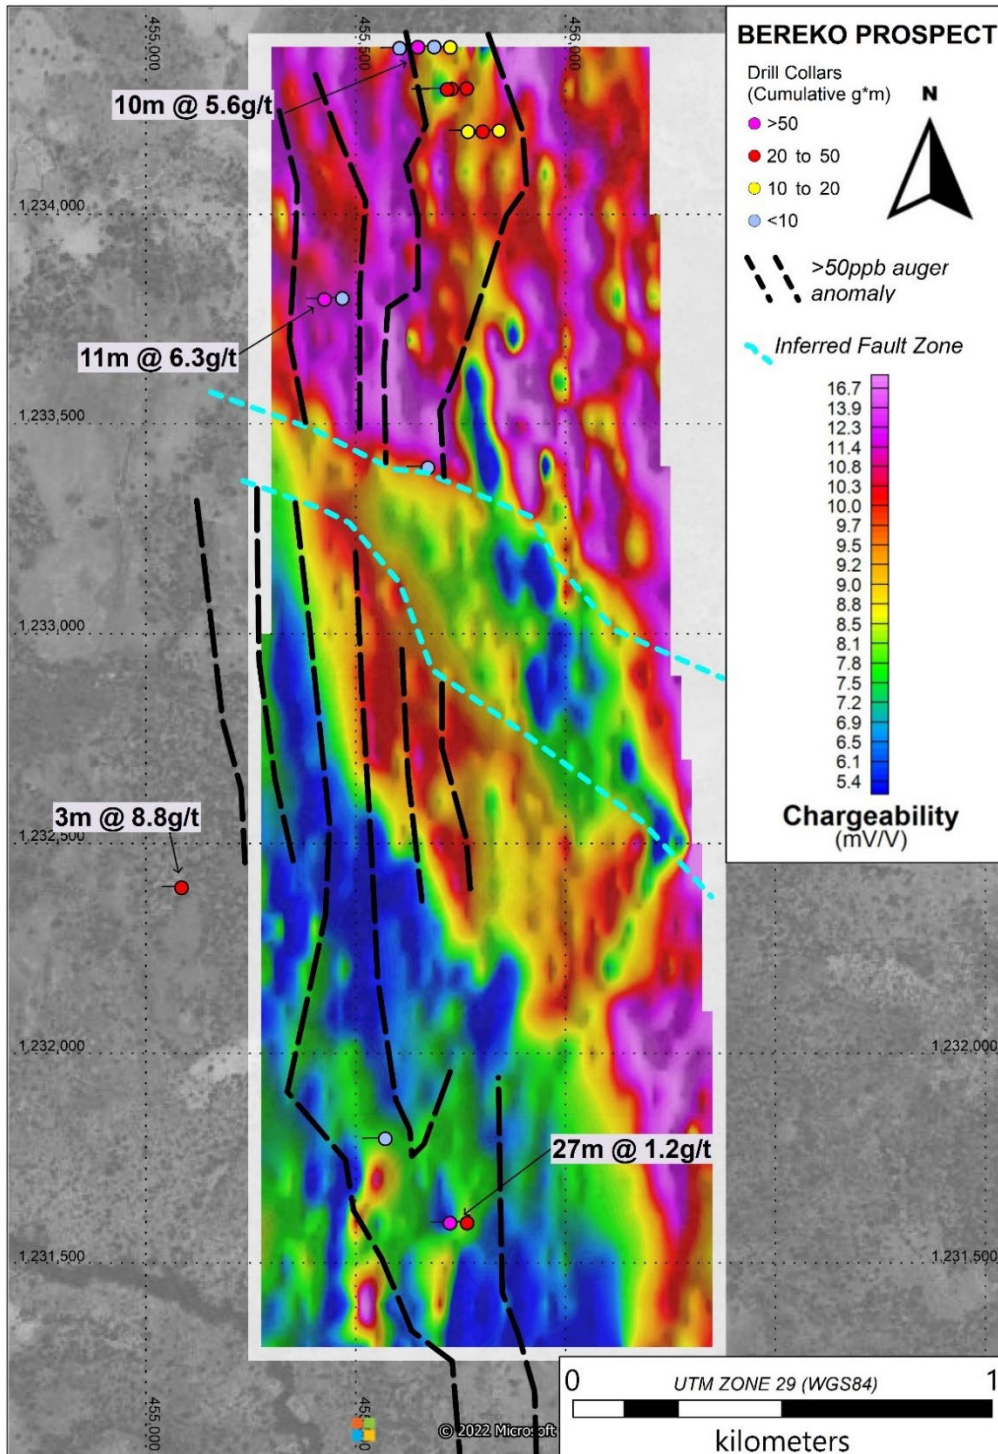 455,000
455,500
456,000
BEREKO PROSPECT
Drill Collars
(Cumulative g*m)
>50
20 to 50
10 to 20
<10
N
>50ppb auger
anomaly
Inferred Fault Zone
16.7
13.9
12.3
11.4
10.8
10.3
10.0
9.7
9.5
9.2
9.0
8.8
8.5
8.1
7.8
7.5
7.2
6.9
6.5
6.1
5.4
Chargeability
(mV/V)
10m @ 5.6g/t
1,234,000
11m @ 6.3g/t
1,233,500
1,233,000
3m @ 8.8g/t
1,232,500
1,232,000
1,232,000
27m @ 1.2g/t
1,231,500
1,231,500
455,000
© 2022 Microsoft
0
UTM ZONE 29 (WGS84)
1
kilometers